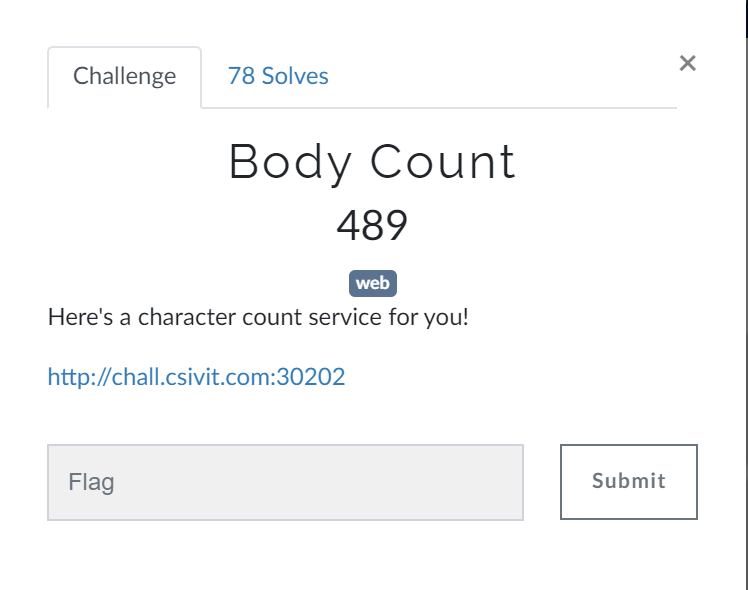 Challenge
78 Solves
×
Body Count
489
web
Here's a character count service for you!
http://chall.csivit.com:30202
Flag
Submit